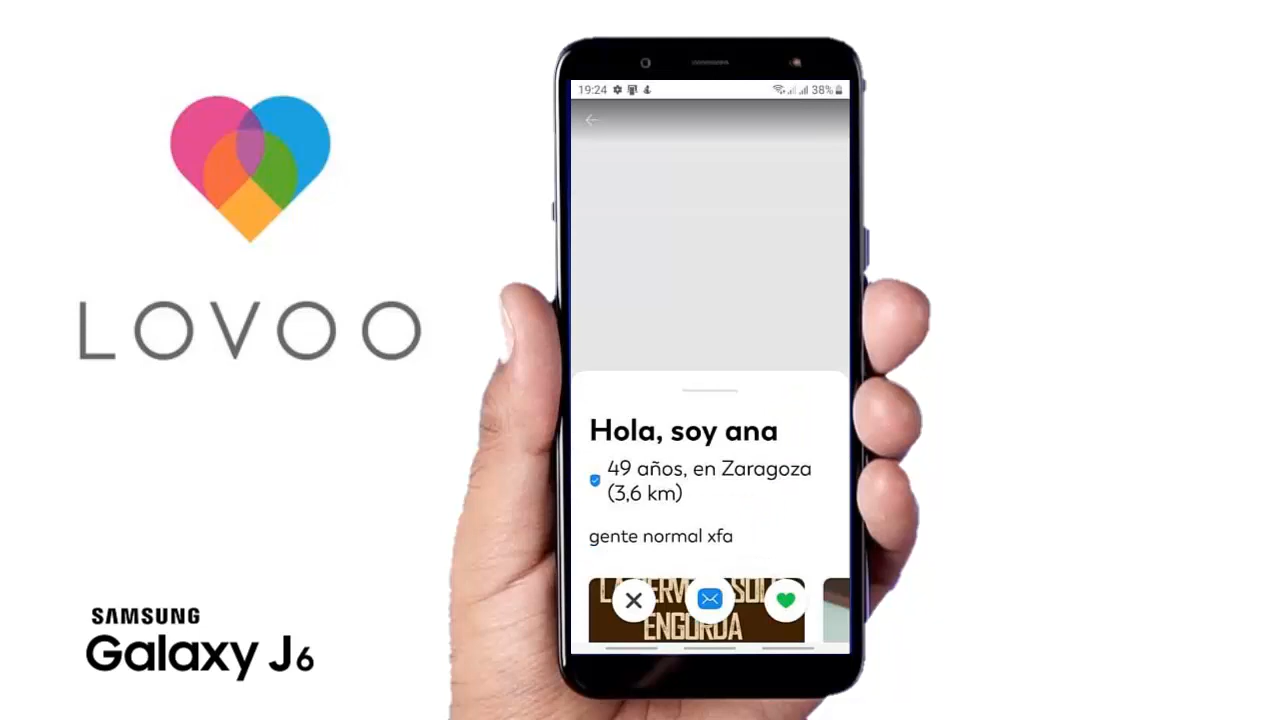 LOVOO
SAMSUNG
Galaxy J6
19:24
38%
Hola, soy ana
49 años, en Zaragoza
(3,6 km)
gente normal xfa
ENGORDA